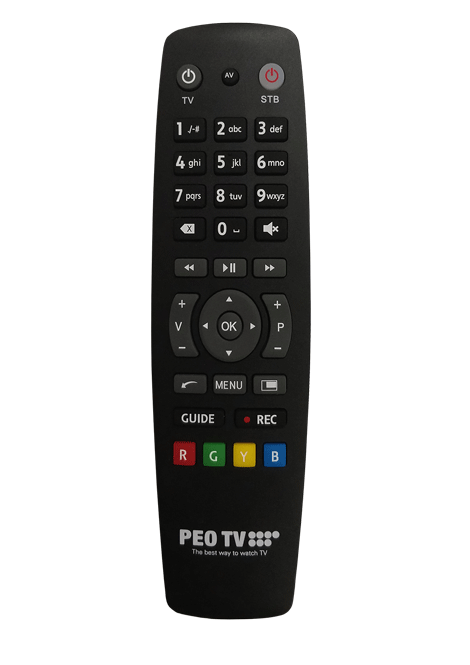 AV
TV STB
1 ./-# 2 abc 3 def
4 ghi 5 jkl 6 mno
7 pqrs 8 tuv 9 wxyz
X 0
+ +
V OK P
- -
MENU
GUIDE REC
R G Y B
PEO TV
The best way to watch TV